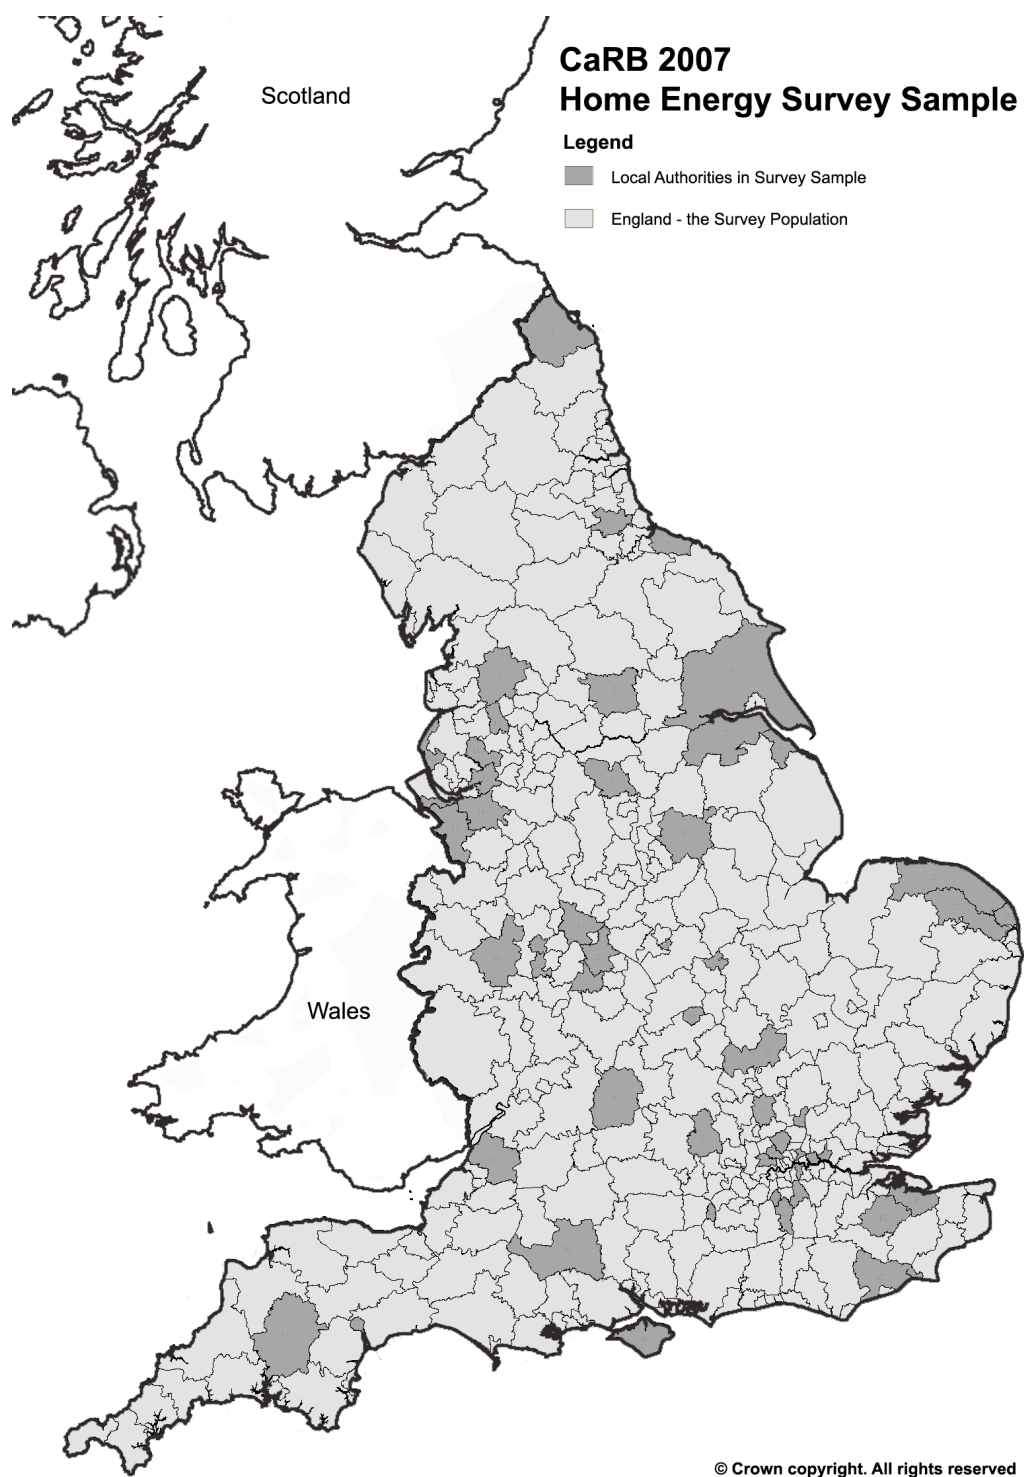 CaRB 2007
Home Energy Survey Sample
Scotland
Legend
Local Authorities in Survey Sample
England - the Survey Population
Wales
© Crown copyright. All rights reserved